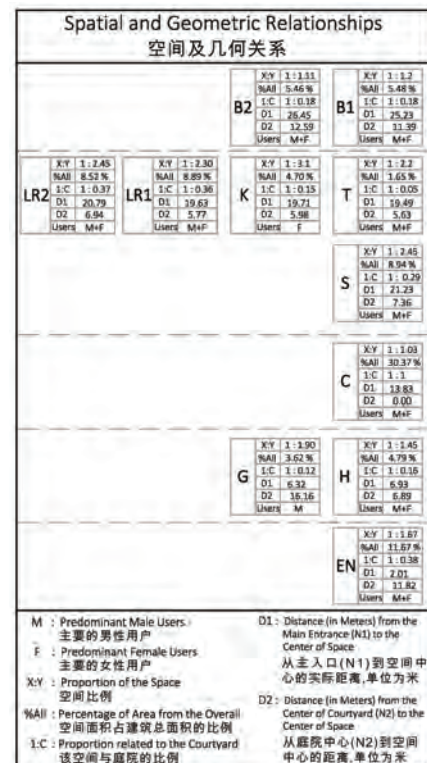 Spatial and Geometric Relationships
空间及几何关系
B2
X:Y 1 : 1.11
%All 5.46 %
1:C 1 : 0.18
D1 26.45
D2 12.59
Users M+F
B1
X:Y 1 : 1.2
%All 5.48 %
1:C 1 : 0.18
D1 25.23
D2 11.39
Users M+F
LR2
X:Y 1 : 2.45
%All 8.52 %
1:C 1 : 0.37
D1 20.79
D2 6.94
Users M+F
LR1
X:Y 1 : 2.30
%All 8.89 %
1:C 1 : 0.36
D1 19.63
D2 5.77
Users M+F
K
X:Y 1 : 3.1
%All 4.70 %
1:C 1 : 0.15
D1 19.71
D2 5.98
Users F
T
X:Y 1 : 2.2
%All 1.65 %
1:C 1 : 0.05
D1 19.49
D2 5.63
Users M+F
S
X:Y 1 : 2.45
%All 8.94 %
1:C 1 : 0.29
D1 21.23
D2 7.36
Users M+F
C
X:Y 1 : 1.03
%All 30.37 %
1:C 1 : 1
D1 13.83
D2 0.00
Users M+F
G
X:Y 1 : 1.90
%All 3.62 %
1:C 1 : 0.12
D1 6.32
D2 16.16
Users M
H
X:Y 1 : 1.45
%All 4.79 %
1:C 1 : 0.16
D1 6.93
D2 6.89
Users M+F
EN
X:Y 1 : 1.67
%All 11.67 %
1:C 1 : 0.38
D1 2.01
D2 11.82
Users M+F
M : Predominant Male Users
主要的男性用户
F : Predominant Female Users
主要的女性用户
X:Y : Proportion of the Space
空间比例
%All : Percentage of Area from the Overall
空间面积占建筑总面积的比例
1:C : Proportion related to the Courtyard
该空间与庭院的比例
D1 : Distance (in Meters) from the
Main Entrance (N1) to the
Center of Space
从主入口(N1)到空间中
心的实际距离,单位为米
D2 : Distance (in Meters) from the
Center of Courtyard (N2) to the
Center of Space
从庭院中心(N2)到空间
中心的距离,单位为米